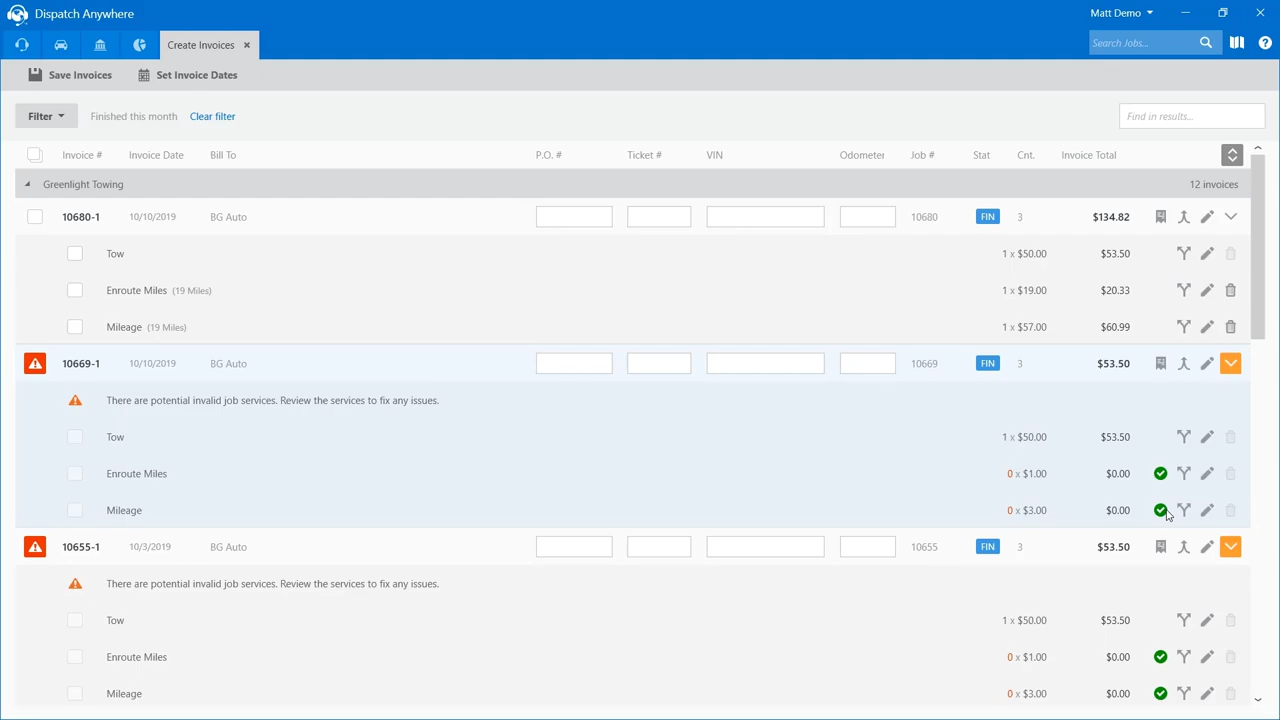 Dispatch Anywhere
Matt Demo
Create Invoices
Search Jobs...
Save Invoices
Set Invoice Dates
Filter
Finished this month
Clear filter
Find in results...
Invoice # Invoice Date Bill To P.O. # Ticket # VIN Odometer Job # Stat Cnt. Invoice Total
Greenlight Towing 12 invoices
10680-1 10/10/2019 BG Auto 10680 FIN 3 $134.82
Tow 1 x $50.00 $53.50
Enroute Miles (19 Miles) 1 x $19.00 $20.33
Mileage (19 Miles) 1 x $57.00 $60.99
10669-1 10/10/2019 BG Auto 10669 FIN 3 $53.50
There are potential invalid job services. Review the services to fix any issues.
Tow 1 x $50.00 $53.50
Enroute Miles 0 x $1.00 $0.00
Mileage 0 x $3.00 $0.00
10655-1 10/3/2019 BG Auto 10655 FIN 3 $53.50
There are potential invalid job services. Review the services to fix any issues.
Tow 1 x $50.00 $53.50
Enroute Miles 0 x $1.00 $0.00
Mileage 0 x $3.00 $0.00